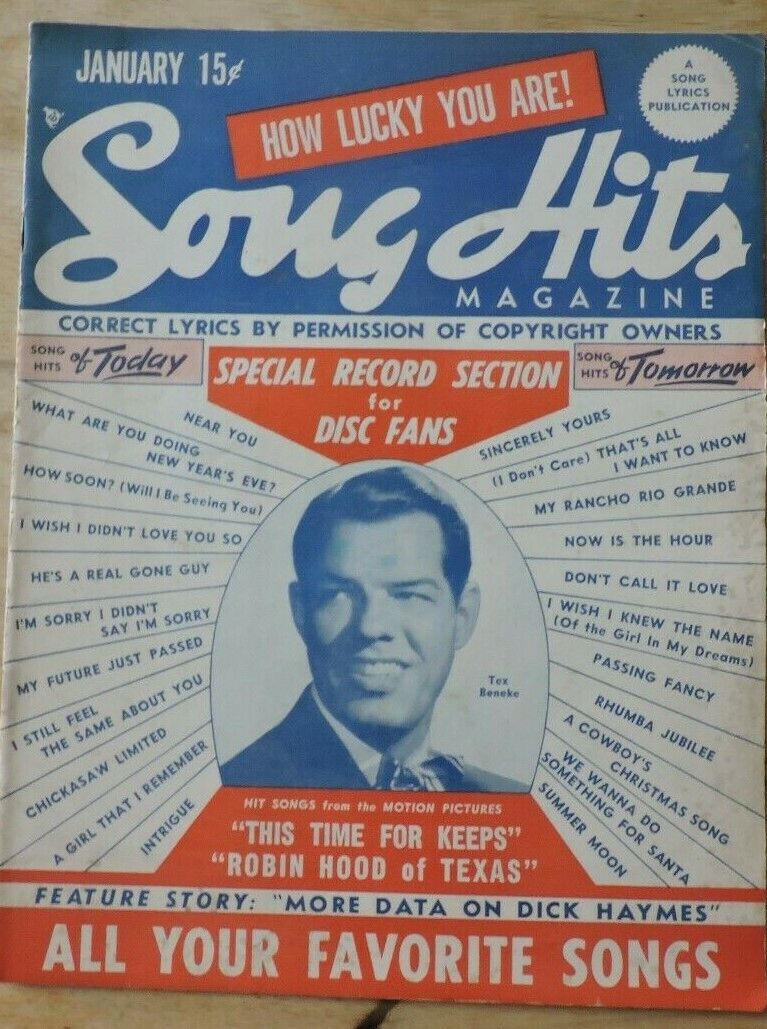 JANUARY 15¢
HOW LUCKY YOU ARE!
A
SONG
LYRICS
PUBLICATION
Song Hits
MAGAZINE
CORRECT LYRICS BY PERMISSION OF COPYRIGHT OWNERS
SONG
HITS of Today
SPECIAL RECORD SECTION
for
DISC FANS
SONG
HITS of Tomorrow
NEAR YOU
WHAT ARE YOU DOING
NEW YEAR'S EVE?
HOW SOON? (Will I Be Seeing You)
I WISH I DIDN'T LOVE YOU SO
HE'S A REAL GONE GUY
I'M SORRY I DIDN'T
SAY I'M SORRY
MY FUTURE JUST PASSED
I STILL FEEL
THE SAME ABOUT YOU
CHICKASAW LIMITED
A GIRL THAT I REMEMBER
INTRIGUE
SINCERELY YOURS
(I Don't Care) THAT'S ALL
I WANT TO KNOW
MY RANCHO RIO GRANDE
NOW IS THE HOUR
DON'T CALL IT LOVE
I WISH I KNEW THE NAME
(Of the Girl In My Dreams)
PASSING FANCY
RHUMBA JUBILEE
A COWBOY'S
CHRISTMAS SONG
WE WANNA DO
SOMETHING FOR SANTA
SUMMER MOON
Tex
Beneke
HIT SONGS from the MOTION PICTURES
"THIS TIME FOR KEEPS"
"ROBIN HOOD of TEXAS"
FEATURE STORY: "MORE DATA ON DICK HAYMES"
ALL YOUR FAVORITE SONGS